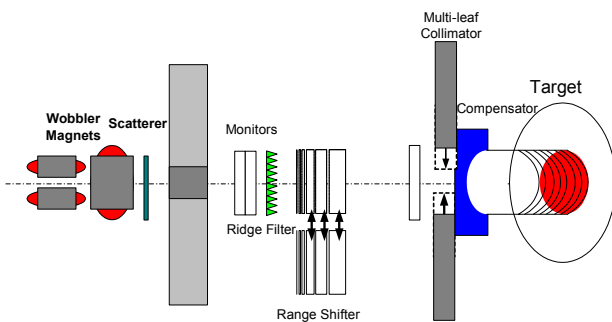 Multi-leaf
Collimator
Target
Compensator
Wobbler
Magnets
Scatterer
Monitors
Ridge Filter
Range Shifter